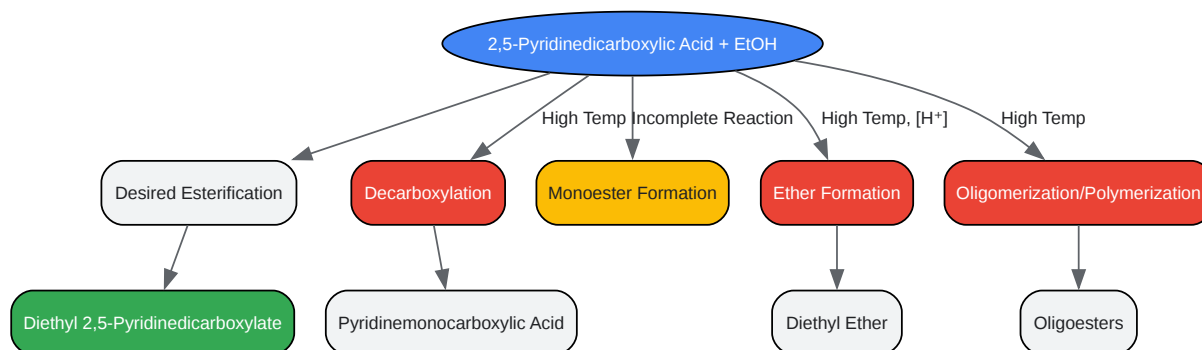 2,5-Pyridinedicarboxylic Acid + EtOH
High Temp
Incomplete Reaction
High Temp, [H⁺]
High Temp
Desired Esterification
Decarboxylation
Monoester Formation
Ether Formation
Oligomerization/Polymerization
Diethyl 2,5-Pyridinedicarboxylate
Pyridinemonocarboxylic Acid
Diethyl Ether
Oligoesters